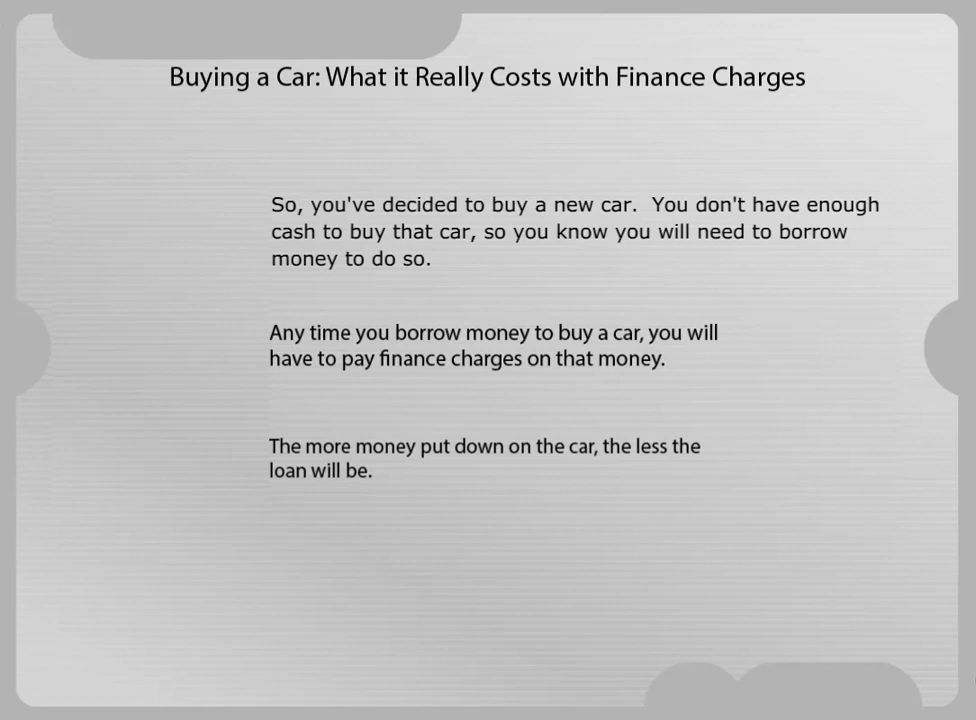 Buying a Car: What it Really Costs with Finance Charges
So, you've decided to buy a new car.  You don't have enough
cash to buy that car, so you know you will need to borrow
money to do so.
Any time you borrow money to buy a car, you will
have to pay finance charges on that money.
The more money put down on the car, the less the
loan will be.